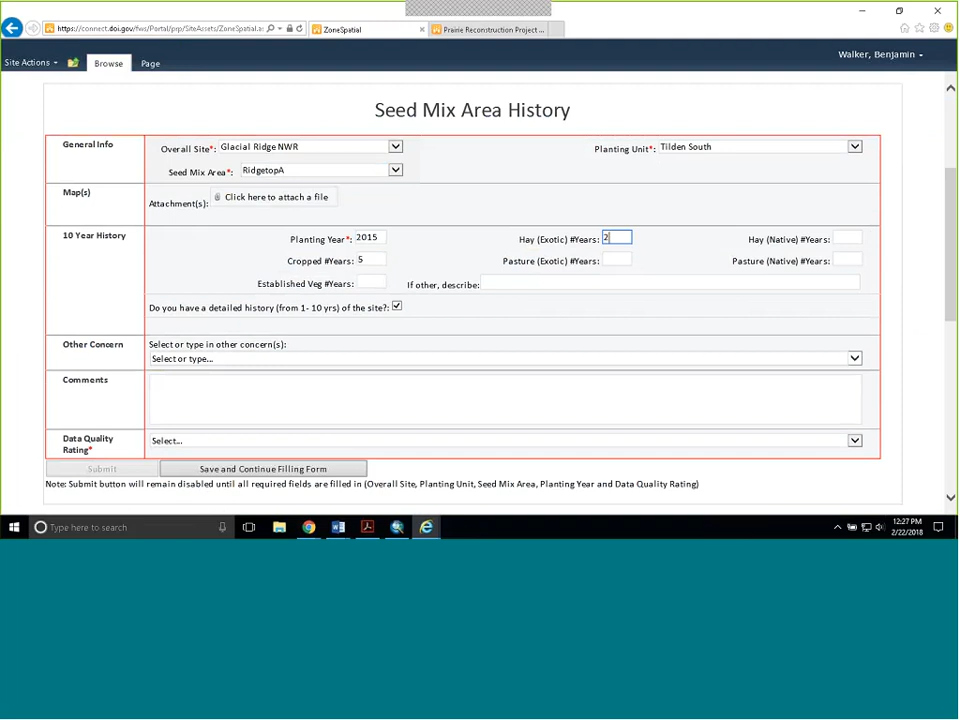 https://connect.doi.gov/fws/Portal/prp/SiteAssets/ZoneSpatial.as
ZoneSpatial
Prairie Reconstruction Project ...
Site Actions
Browse
Page
Walker, Benjamin
Seed Mix Area History
General Info
Overall Site*: Glacial Ridge NWR
Planting Unit*: Tilden South
Seed Mix Area*: RidgetopA
Map(s)
Attachment(s): Click here to attach a file
10 Year History
Planting Year*: 2015
Hay (Exotic) #Years: 2
Hay (Native) #Years:
Cropped #Years: 5
Pasture (Exotic) #Years:
Pasture (Native) #Years:
Established Veg #Years:
If other, describe:
Do you have a detailed history (from 1- 10 yrs) of the site?:
Other Concern
Select or type in other concern(s):
Select or type...
Comments
Data Quality
Rating*
Select...
Submit
Save and Continue Filling Form
Note: Submit button will remain disabled until all required fields are filled in (Overall Site, Planting Unit, Seed Mix Area, Planting Year and Data Quality Rating)
Type here to search
12:27 PM
2/22/2018